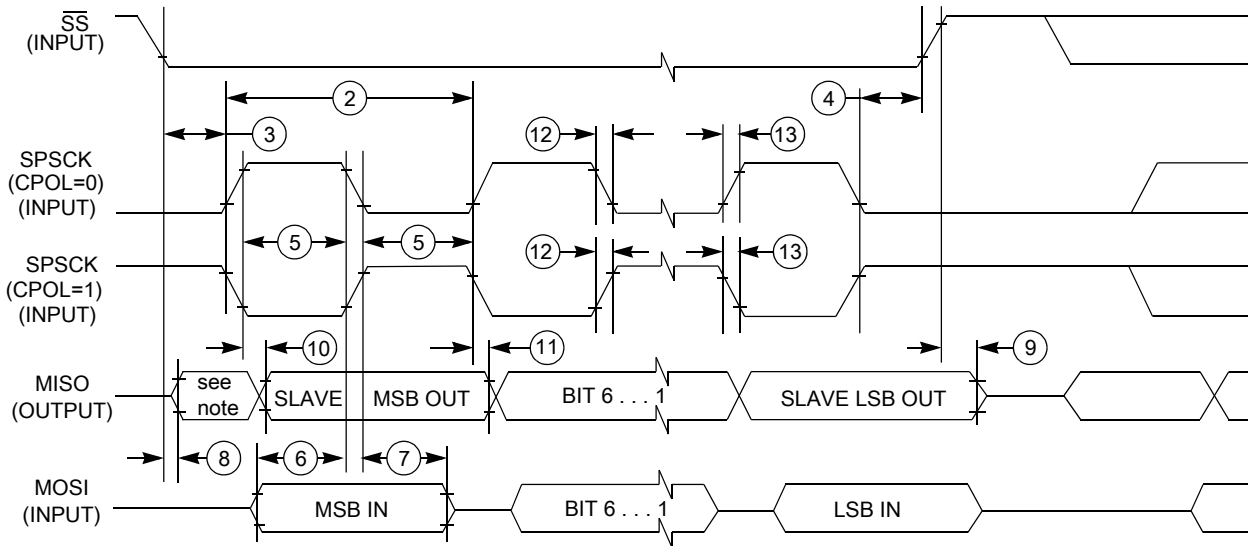 SS
(INPUT)
2
4
3
12
13
SPSCK
(CPOL=0)
(INPUT)
5
5
SPSCK
(CPOL=1)
(INPUT)
12
13
10
11
9
MISO
(OUTPUT)
see
note
SLAVE
MSB OUT
BIT 6 . . . 1
SLAVE LSB OUT
8
6
7
MOSI
(INPUT)
MSB IN
BIT 6 . . . 1
LSB IN